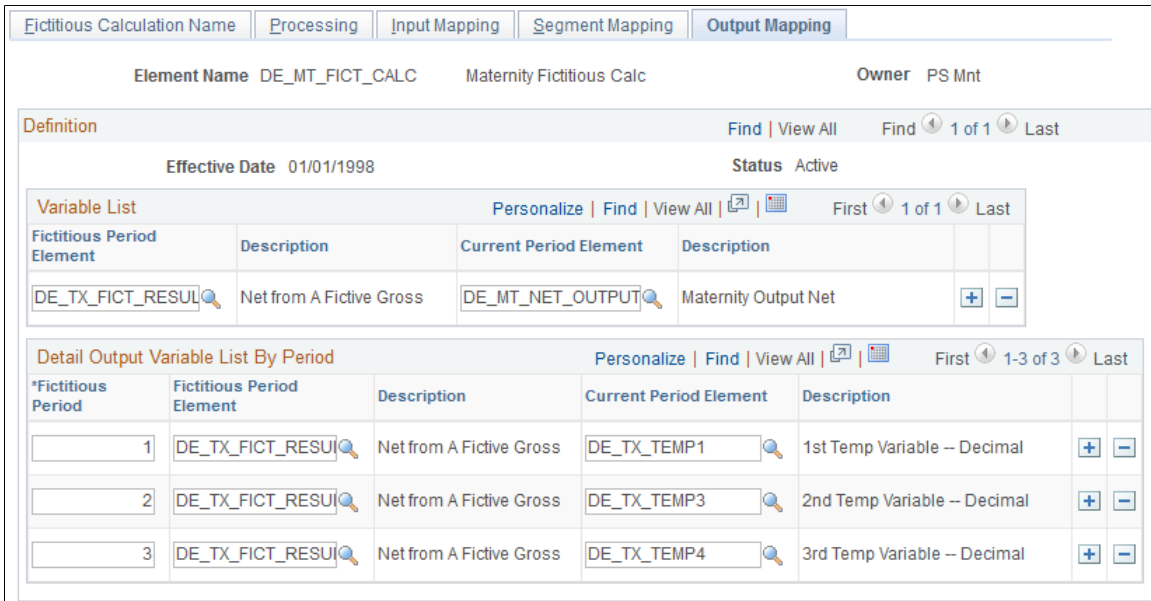 Fictitious Calculation Name Processing Input Mapping Segment Mapping Output Mapping
Element Name DE_MT_FICT_CALC Maternity Fictitious Calc Owner PS Mnt
Definition Find | View All Find 1 of 1 Last
Effective Date 01/01/1998 Status Active
Variable List Personalize | Find | View All | | First 1 of 1 Last
Fictitious Period
Element Description Current Period Element Description
DE_TX_FICT_RESUL Net from A Fictive Gross DE_MT_NET_OUTPUT Maternity Output Net + −
Detail Output Variable List By Period Personalize | Find | View All | | First 1-3 of 3 Last
*Fictitious
Period Fictitious Period
Element Description Current Period Element Description
1 DE_TX_FICT_RESUI Net from A Fictive Gross DE_TX_TEMP1 1st Temp Variable -- Decimal + −
2 DE_TX_FICT_RESUI Net from A Fictive Gross DE_TX_TEMP3 2nd Temp Variable -- Decimal + −
3 DE_TX_FICT_RESUI Net from A Fictive Gross DE_TX_TEMP4 3rd Temp Variable -- Decimal + −